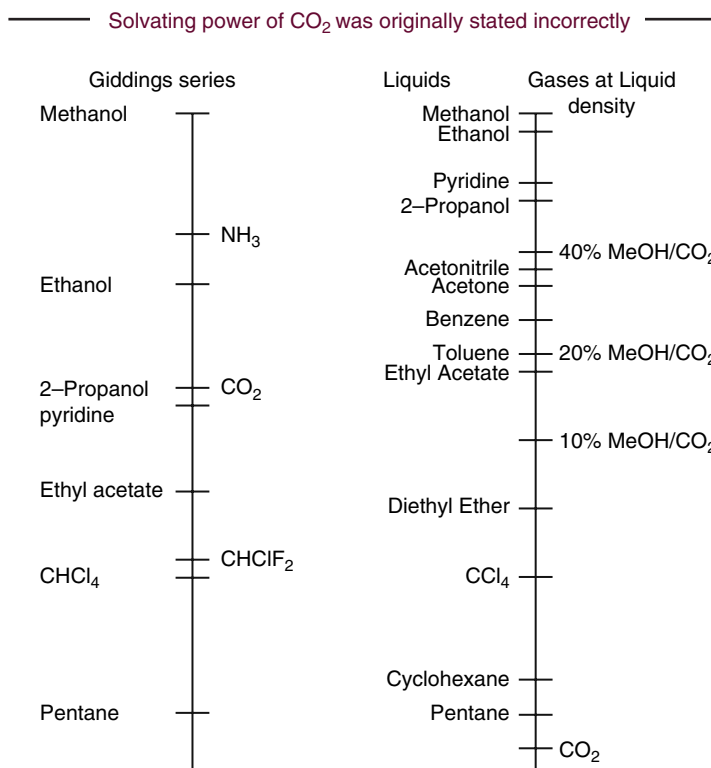 Solvating power of CO₂ was originally stated incorrectly
Giddings series
Methanol
NH₃
Ethanol
CO₂
2–Propanol
pyridine
Ethyl acetate
CHClF₂
CHCl₄
Pentane
Liquids
Gases at Liquid
density
Methanol
Ethanol
Pyridine
2–Propanol
40% MeOH/CO₂
Acetonitrile
Acetone
Benzene
Toluene
20% MeOH/CO₂
Ethyl Acetate
10% MeOH/CO₂
Diethyl Ether
CCl₄
Cyclohexane
Pentane
CO₂